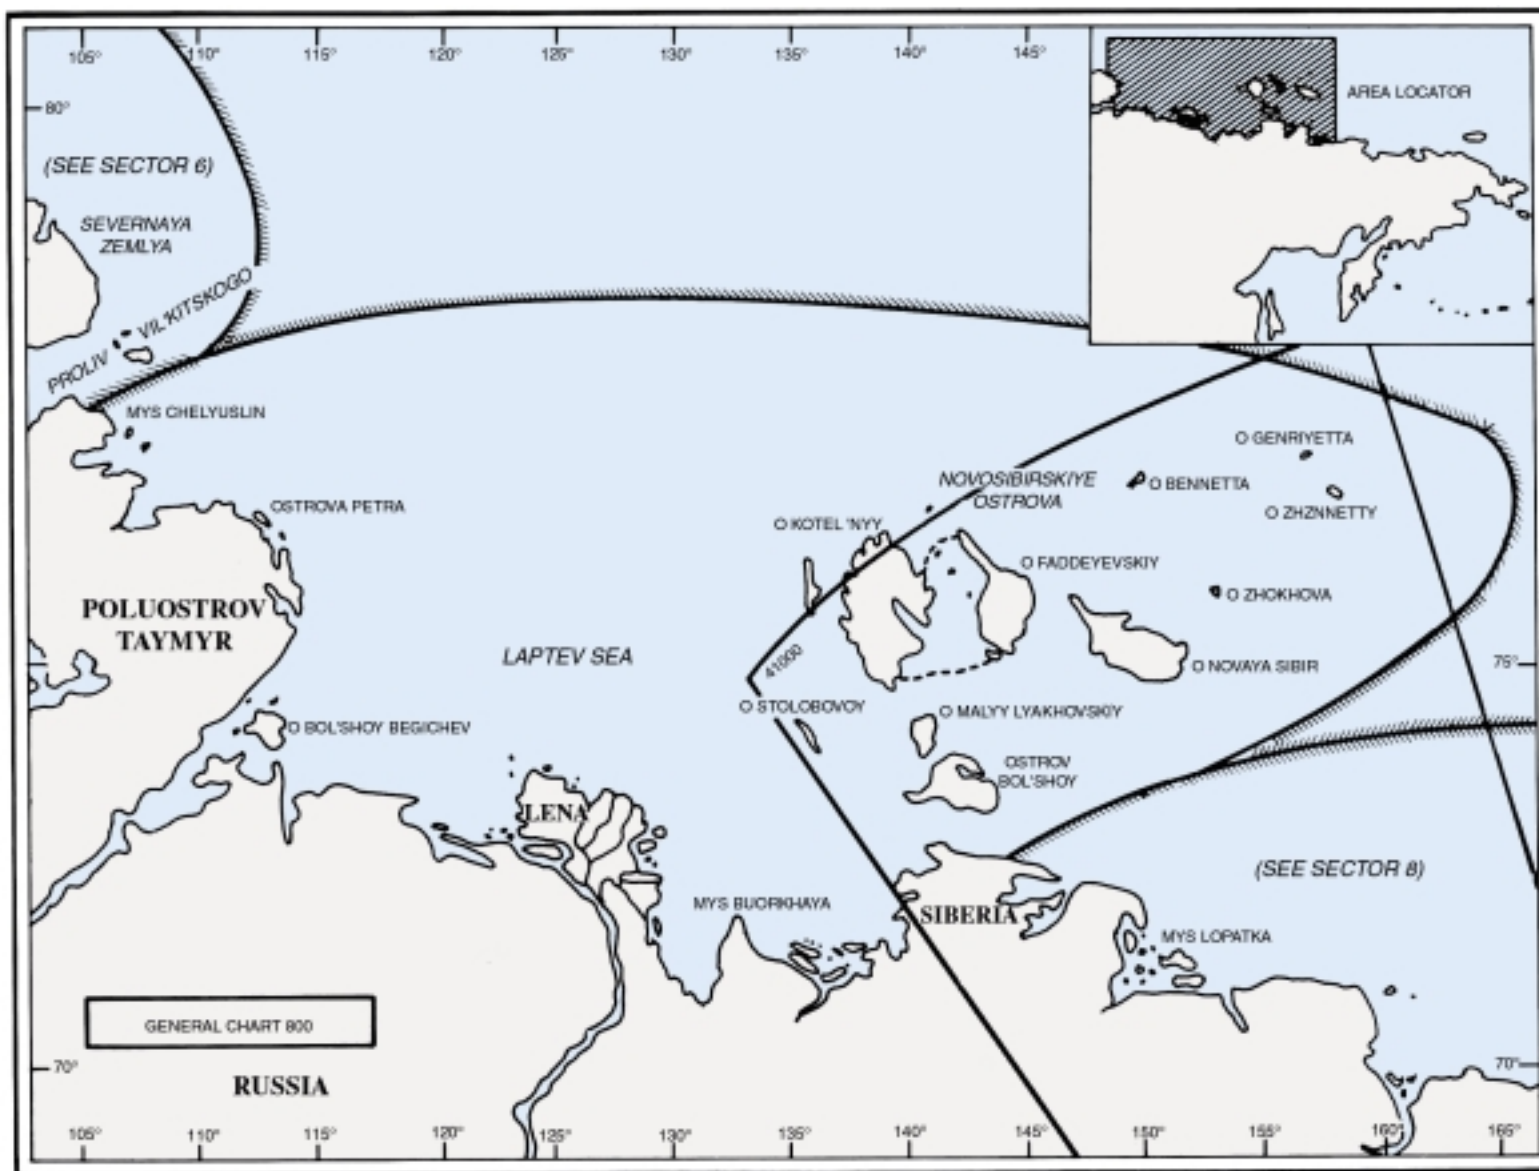 105° 110° 115° 120° 125° 130° 135° 140° 145°
AREA LOCATOR
80°
(SEE SECTOR 6)
SEVERNAYA
ZEMLYA
PROLIV VIL'KITSKOGO
MYS CHELYUSLIN
O GENRIYETTA
NOVOSIBIRSKIYE
OSTROVA
O BENNETTA
OSTROVA PETRA
O ZHZNNETTY
O KOTEL 'NYY
O FADDEYEVSKIY
O ZHOKHOVA
POLUOSTROV
TAYMYR
LAPTEV SEA
41000
75°
O NOVAYA SIBIR
O STOLOBOVOY
O MALYY LYAKHOVSKIY
O BOL'SHOY BEGICHEV
OSTROV
BOL'SHOY
LENA
(SEE SECTOR 8)
MYS BUORKHAYA
SIBERIA
MYS LOPATKA
GENERAL CHART 800
70° 70°
RUSSIA
105° 110° 115° 120° 125° 130° 135° 140° 145° 150° 155° 160° 165°